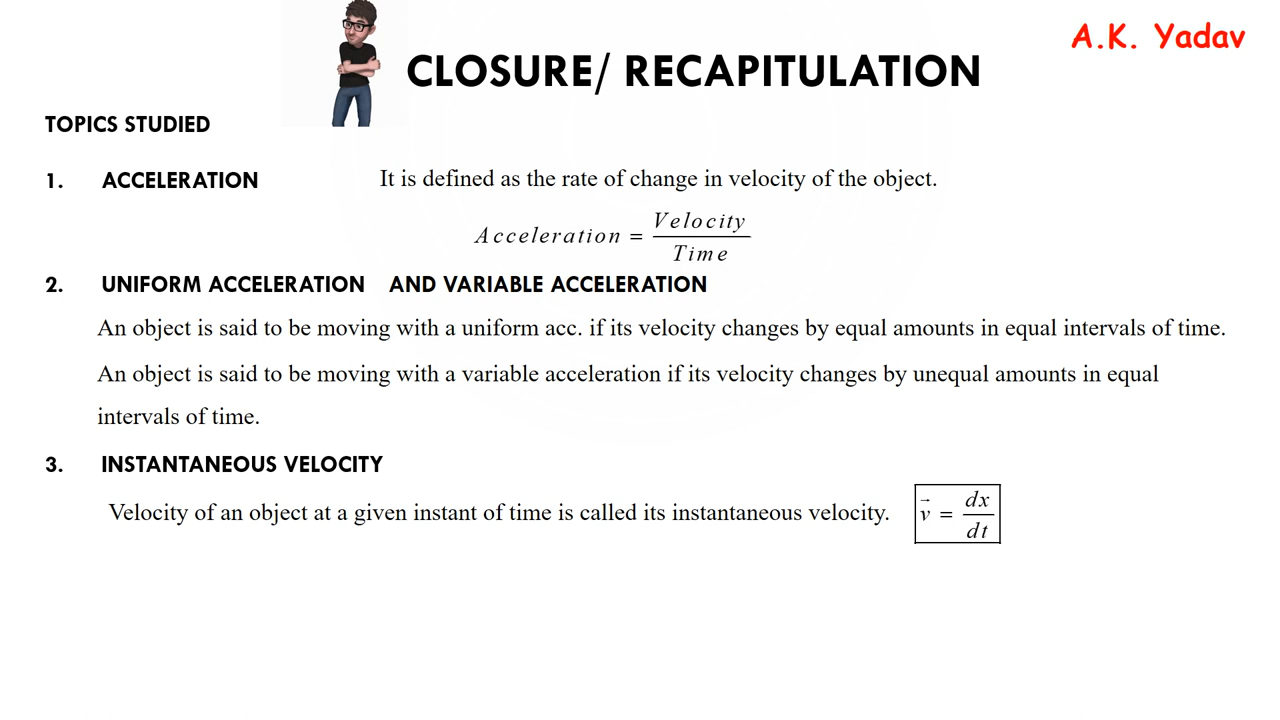 A.K. Yadav
CLOSURE/ RECAPITULATION
TOPICS STUDIED
1. ACCELERATION It is defined as the rate of change in velocity of the object.
Acceleration = Velocity / Time
2. UNIFORM ACCELERATION AND VARIABLE ACCELERATION
An object is said to be moving with a uniform acc. if its velocity changes by equal amounts in equal intervals of time.
An object is said to be moving with a variable acceleration if its velocity changes by unequal amounts in equal
intervals of time.
3. INSTANTANEOUS VELOCITY
Velocity of an object at a given instant of time is called its instantaneous velocity. v⃗ = dx / dt